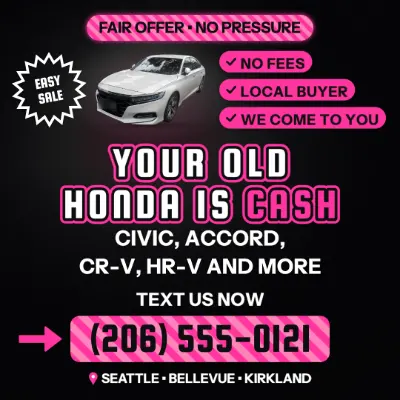 FAIR OFFER • NO PRESSURE
EASY
SALE
✓ NO FEES
✓ LOCAL BUYER
✓ WE COME TO YOU
YOUR OLD
HONDA IS CASH
CIVIC, ACCORD,
CR-V, HR-V AND MORE
TEXT US NOW
(206) 555-0121
SEATTLE • BELLEVUE • KIRKLAND